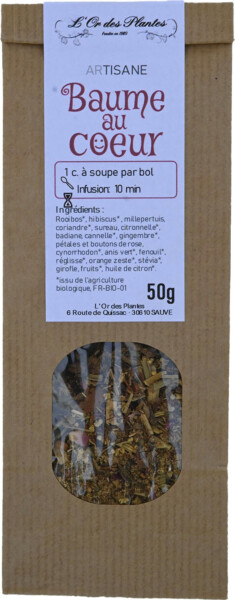 L'Or des Plantes
Fondée en 1980
ARTISANE
Baume
au
coeur
1 c. à soupe par bol
Infusion: 10 min
Ingrédients :
Rooibos*, hibiscus*, millepertuis,
coriandre*, sureau, citronnelle*,
badiane, cannelle*, gingembre*,
pétales et boutons de rose,
cynorrhodon*, anis vert*, fenouil*,
réglisse*, orange zeste*, stévia*,
girofle, fruits*, huile de citron*.
*issu de l'agriculture
biologique, FR-BIO-01
50g
L'Or des Plantes
6 Route de Quissac - 30610 SAUVE